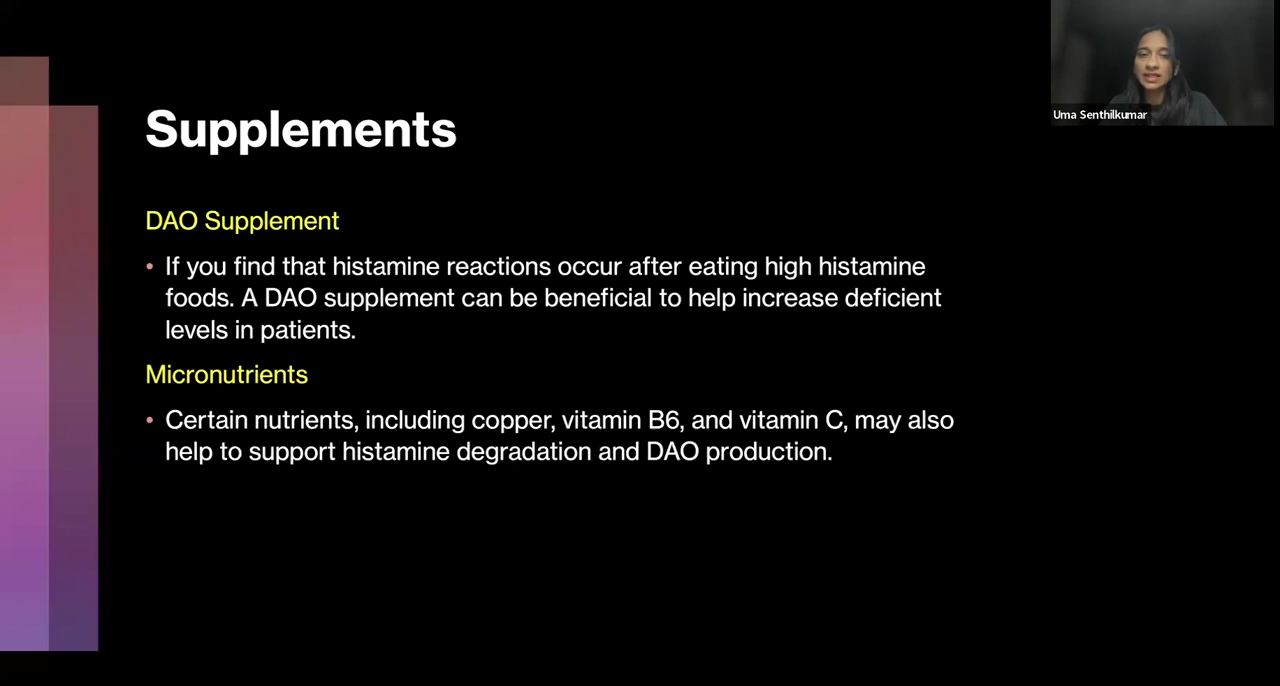 Uma Senthilkumar
Supplements
DAO Supplement
• If you find that histamine reactions occur after eating high histamine
foods. A DAO supplement can be beneficial to help increase deficient
levels in patients.
Micronutrients
• Certain nutrients, including copper, vitamin B6, and vitamin C, may also
help to support histamine degradation and DAO production.